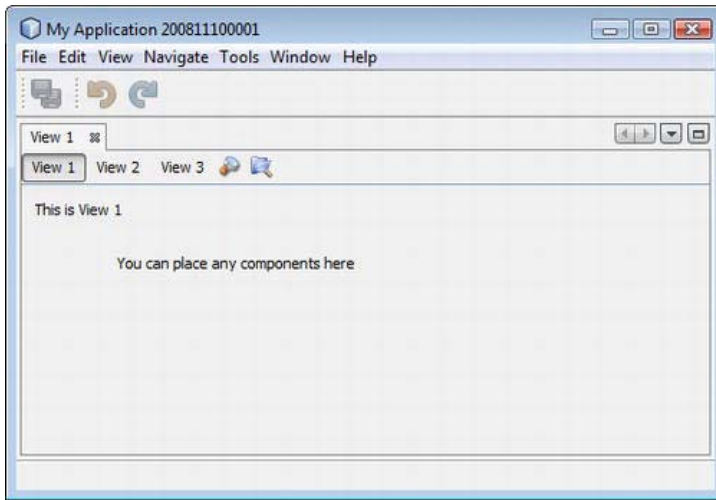 My Application 200811100001
File Edit View Navigate Tools Window Help
View 1
View 1 View 2 View 3
This is View 1
You can place any components here